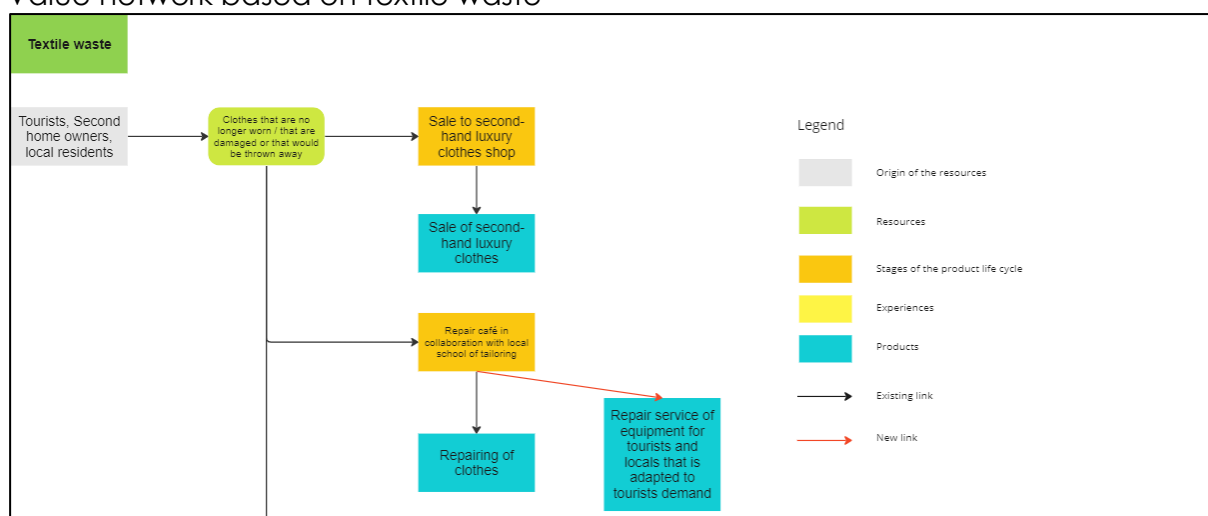 Value network based on textile waste
Textile waste
Tourists, Second
home owners,
local residents
Clothes that are no
longer worn / that are
damaged or that would
be thrown away
Sale to second-
hand luxury
clothes shop
Sale of second-
hand luxury
clothes
Repair café in
collaboration with local
school of tailoring
Repairing of
clothes
Repair service of
equipment for
tourists and
locals that is
adapted to
tourists demand
Legend
Origin of the resources
Resources
Stages of the product life cycle
Experiences
Products
Existing link
New link